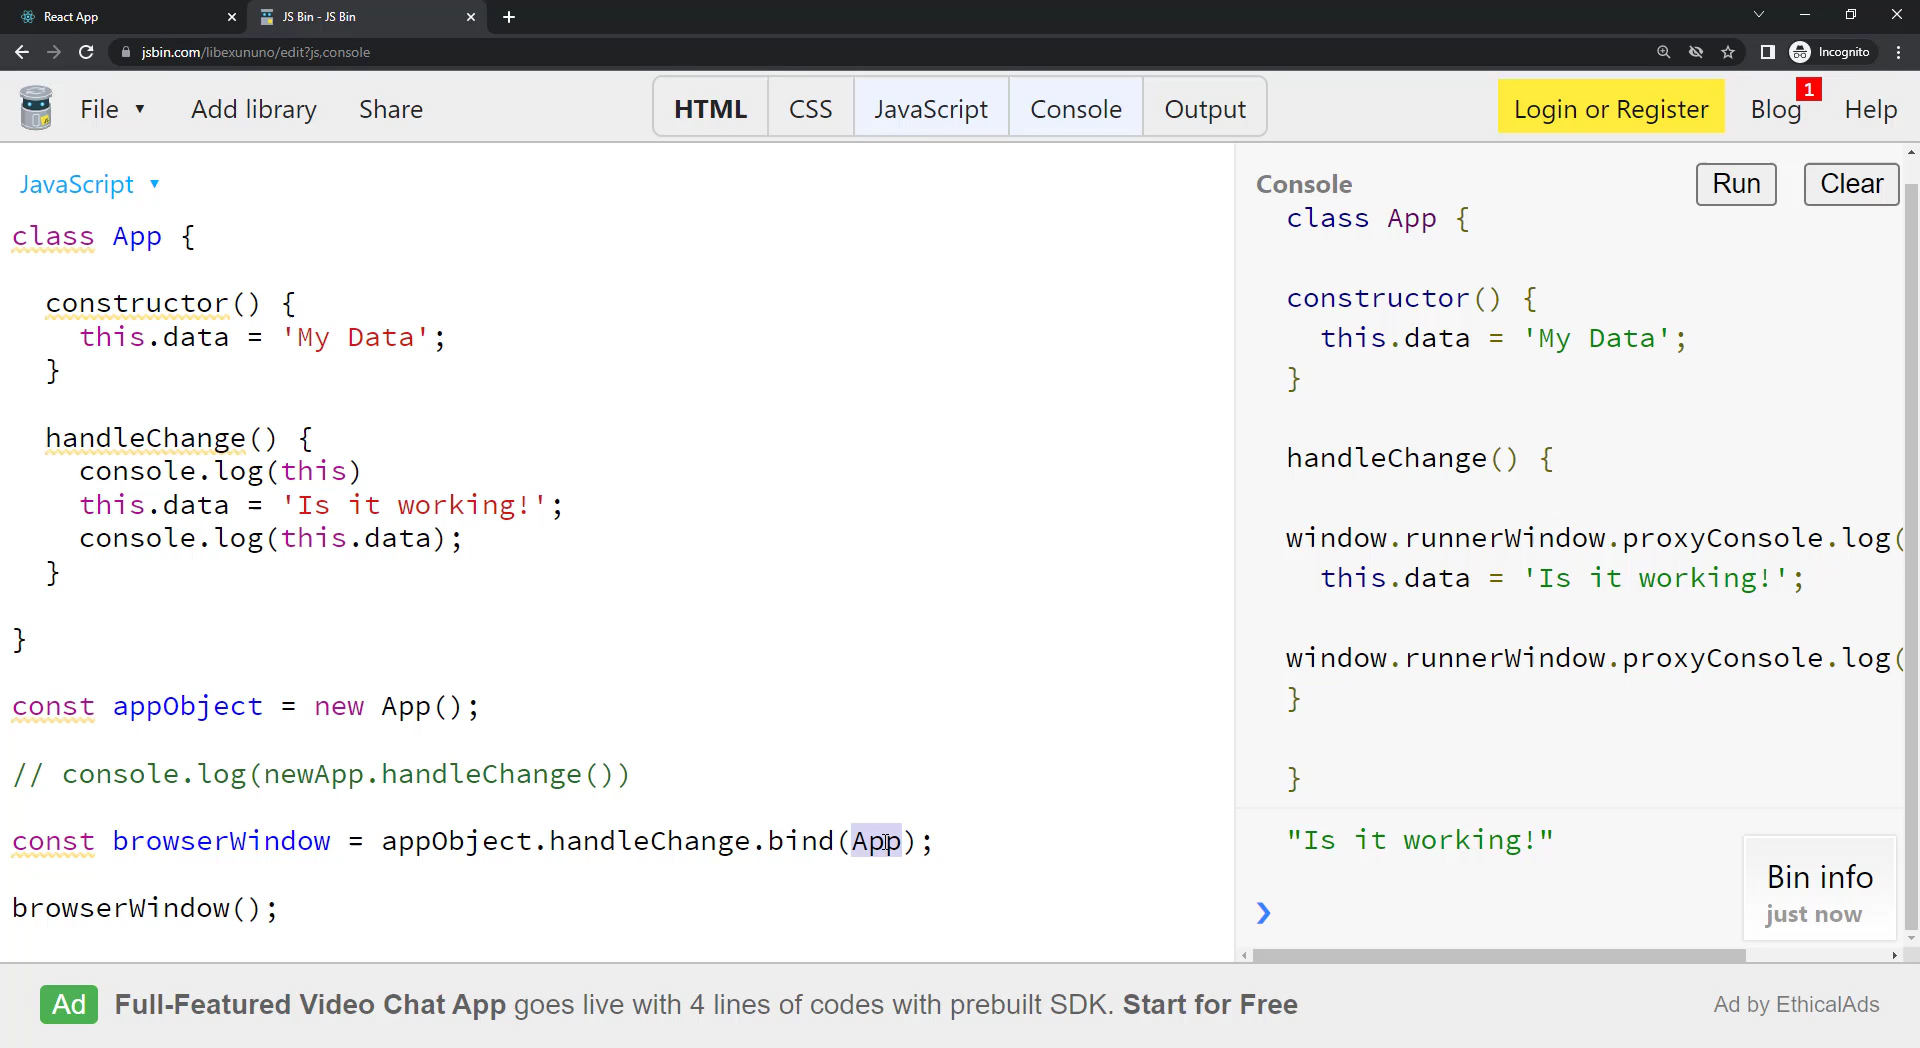 React App
JS Bin - JS Bin
jsbin.com/libexununo/edit?js,console
Incognito
File
Add library
Share
HTML
CSS
JavaScript
Console
Output
Login or Register
Blog
1
Help
JavaScript
class App {
constructor() {
this.data = 'My Data';
}
handleChange() {
console.log(this)
this.data = 'Is it working!';
console.log(this.data);
}
}
const appObject = new App();
// console.log(newApp.handleChange())
const browserWindow = appObject.handleChange.bind(App);
browserWindow();
Console
Run
Clear
class App {
constructor() {
this.data = 'My Data';
}
handleChange() {
window.runnerWindow.proxyConsole.log(
this.data = 'Is it working!';
window.runnerWindow.proxyConsole.log(
}
}
"Is it working!"
Bin info
just now
Ad
Full-Featured Video Chat App goes live with 4 lines of codes with prebuilt SDK. Start for Free
Ad by EthicalAds